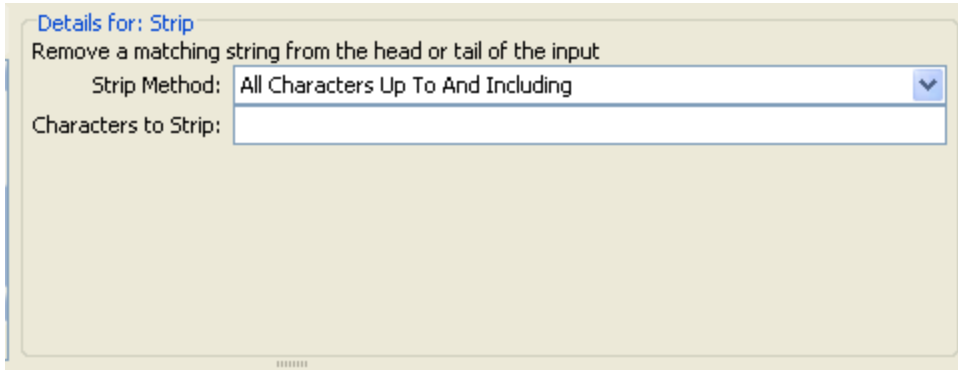 Details for: Strip
Remove a matching string from the head or tail of the input
Strip Method: All Characters Up To And Including
Characters to Strip: